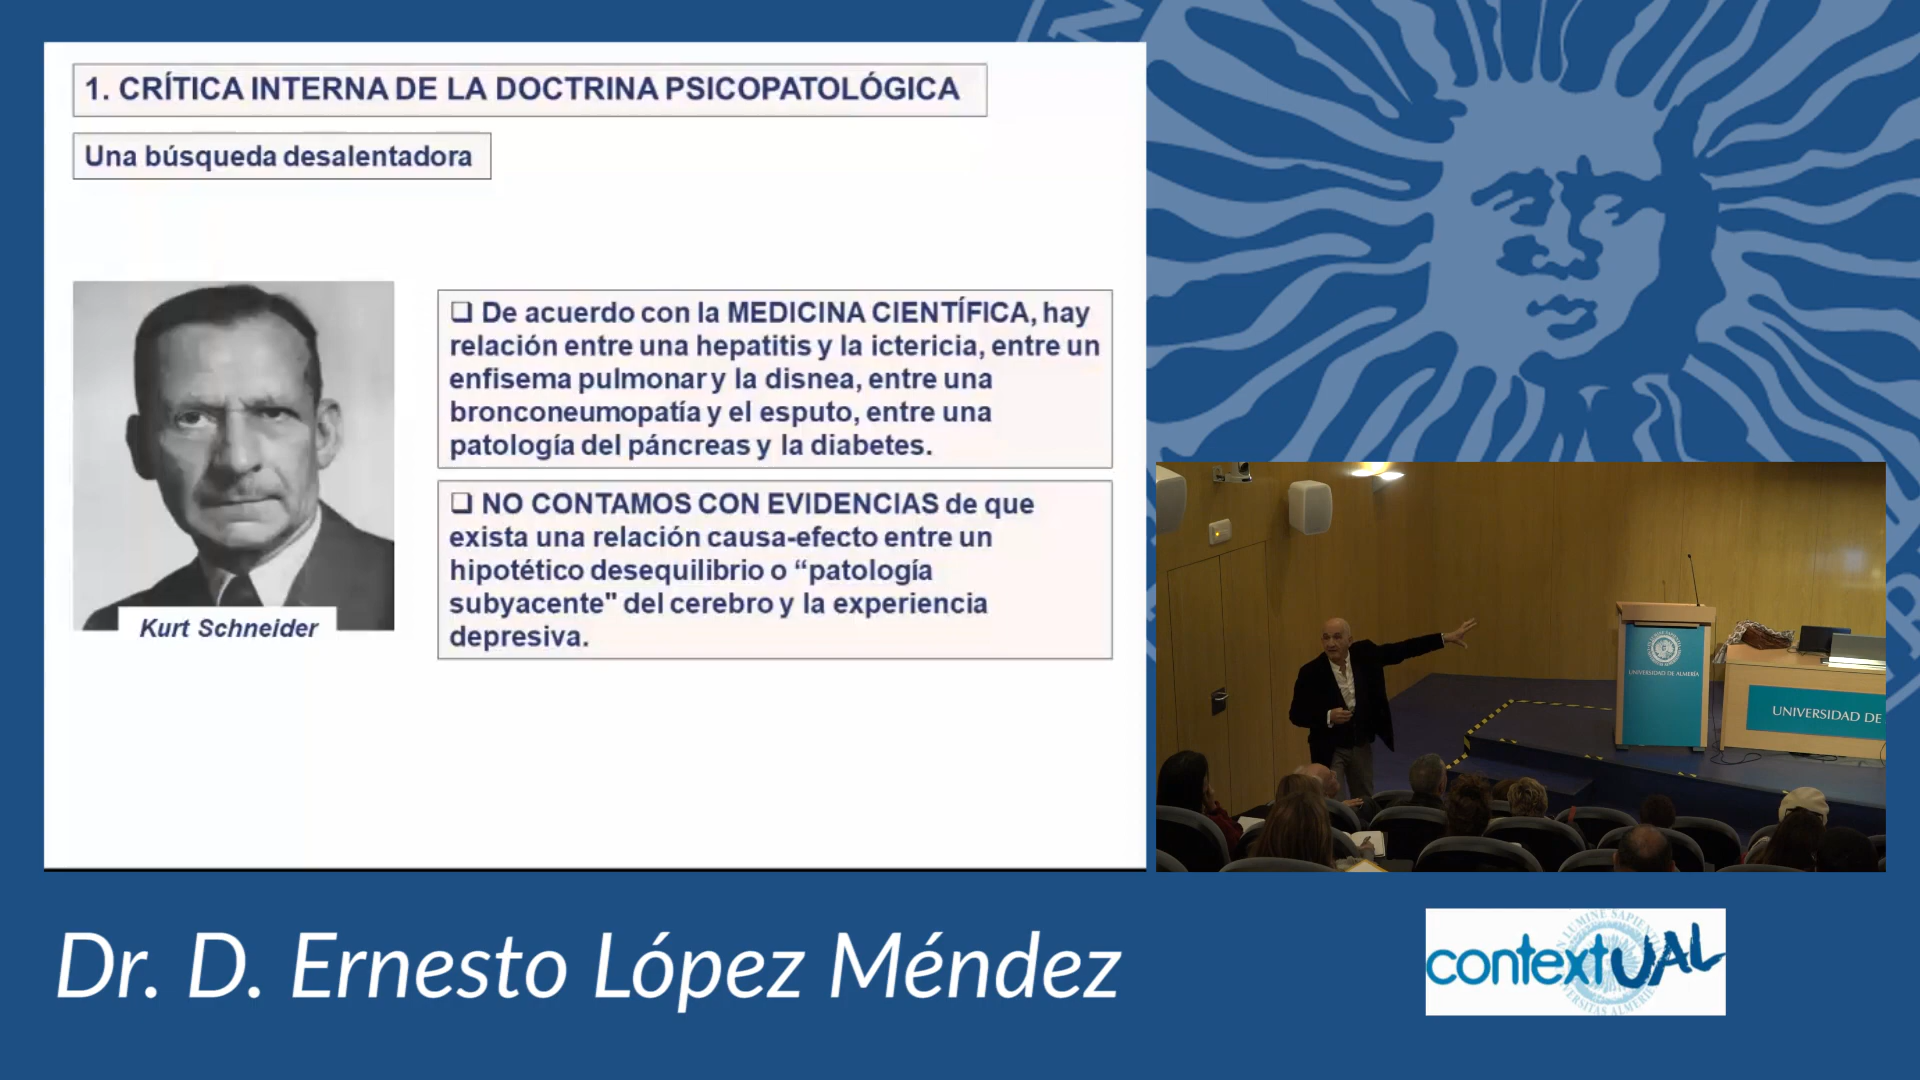 1. CRÍTICA INTERNA DE LA DOCTRINA PSICOPATOLÓGICA
Una búsqueda desalentadora
❑ De acuerdo con la MEDICINA CIENTÍFICA, hay
relación entre una hepatitis y la ictericia, entre un
enfisema pulmonar y la disnea, entre una
bronconeumopatía y el esputo, entre una
patología del páncreas y la diabetes.
❑ NO CONTAMOS CON EVIDENCIAS de que
exista una relación causa-efecto entre un
hipotético desequilibrio o “patología
subyacente" del cerebro y la experiencia
depresiva.
Kurt Schneider
UNIVERSIDAD DE ALMERÍA
UNIVERSIDAD DE
Dr. D. Ernesto López Méndez
contextUAL